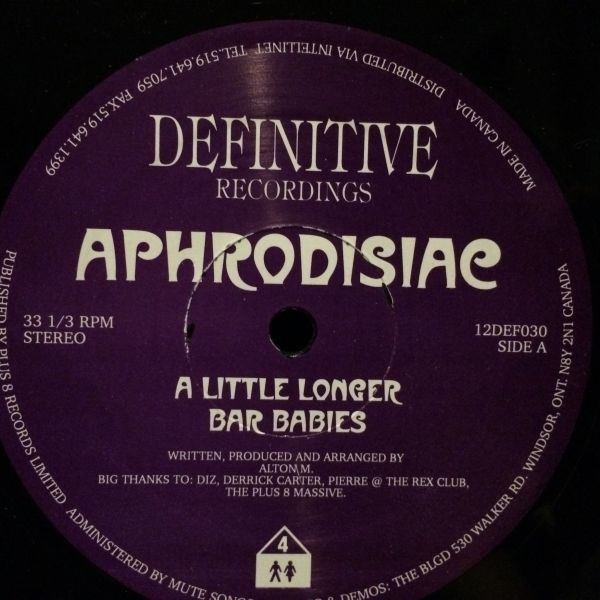 DEFINITIVE
RECORDINGS
APHRODISIAC
33 1/3 RPM
STEREO
12DEF030
SIDE A
A LITTLE LONGER
BAR BABIES
WRITTEN, PRODUCED AND ARRANGED BY
ALTON M.
BIG THANKS TO: DIZ, DERRICK CARTER, PIERRE @ THE REX CLUB,
THE PLUS 8 MASSIVE.
4
PUBLISHED BY PLUS 8 RECORDS LIMITED ADMINISTERED BY MUTE & DEMOS: THE BLGD 530 WALKER RD. WINDSOR, ONT. N8Y 2N1 CANADA
MADE IN CANADA DISTRIBUTED VIA INTELLINET TEL.519.641.7059 FAX.519.641.1399